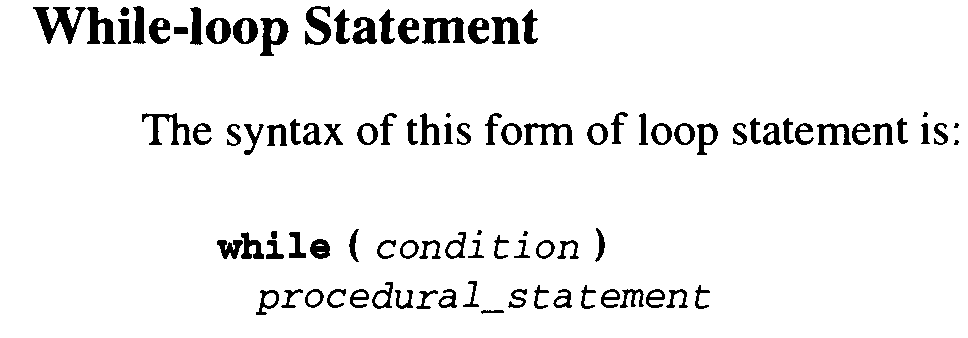 While-loop Statement
The syntax of this form of loop statement is:
while ( condition )
procedural_statement